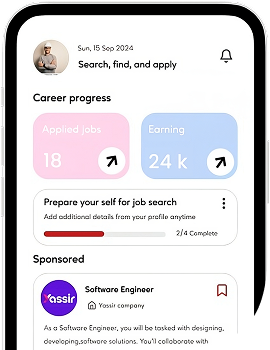 Sun, 15 Sep 2024
Search, find, and apply
Career progress
Applied jobs
Earning
18
24 k
Prepare your self for job search
Add additional details from your profile anytime
2/4 Complete
Sponsored
Yassir
Software Engineer
Yassir company
As a Software Engineer, you will be tasked with designing,
developing,software solutions. You'll collaborate with